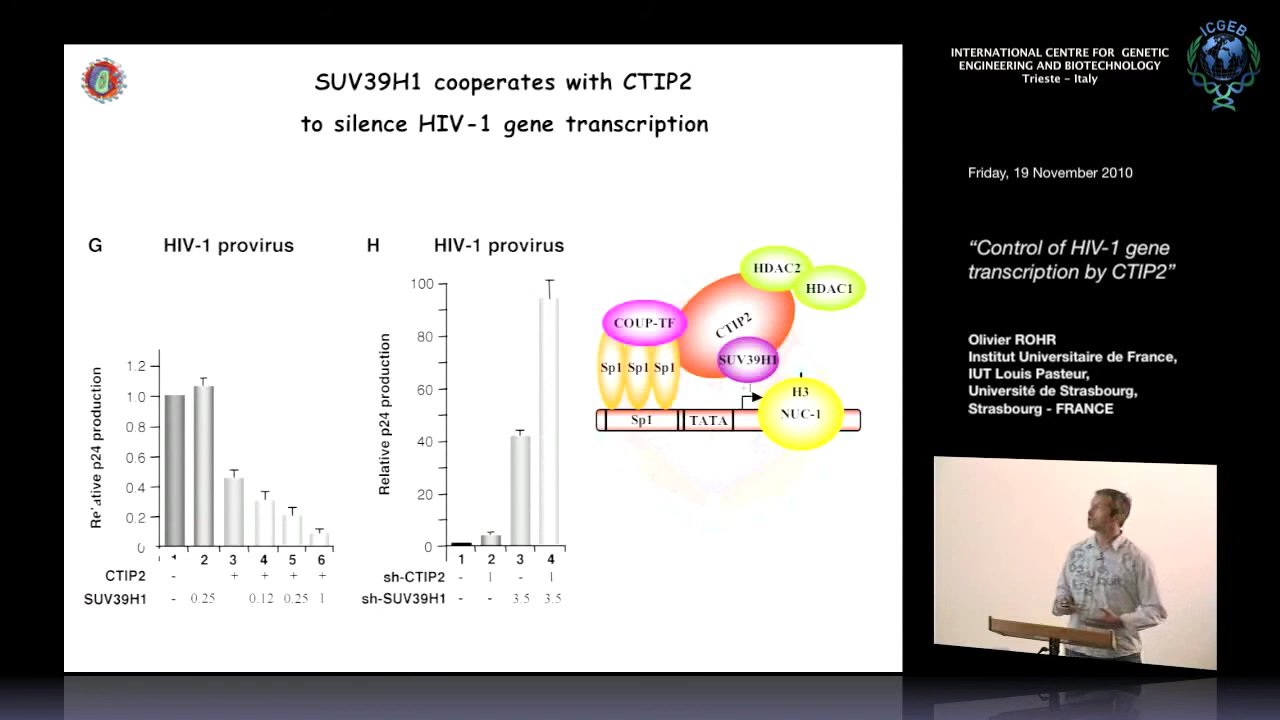 SUV39H1 cooperates with CTIP2
to silence HIV-1 gene transcription
G HIV-1 provirus
Relative p24 production
1.2
1.0
0.8
0.6
0.4
0.2
0
1 2 3 4 5 6
CTIP2 - + + + +
SUV39H1 - 0.25 0.12 0.25 1
H HIV-1 provirus
Relative p24 production
100
80
60
40
20
0
1 2 3 4
sh-CTIP2 - 1 - 1
sh-SUV39H1 - - 3.5 3.5
HDAC2
HDAC1
COUP-TF
CTIP2
SUV39H1
Sp1 Sp1 Sp1
H3
NUC-1
Sp1 TATA
ICGEB
INTERNATIONAL CENTRE FOR GENETIC
ENGINEERING AND BIOTECHNOLOGY
Trieste - Italy
Friday, 19 November 2010
“Control of HIV-1 gene
transcription by CTIP2”
Olivier ROHR
Institut Universitaire de France,
IUT Louis Pasteur,
Université de Strasbourg,
Strasbourg - FRANCE